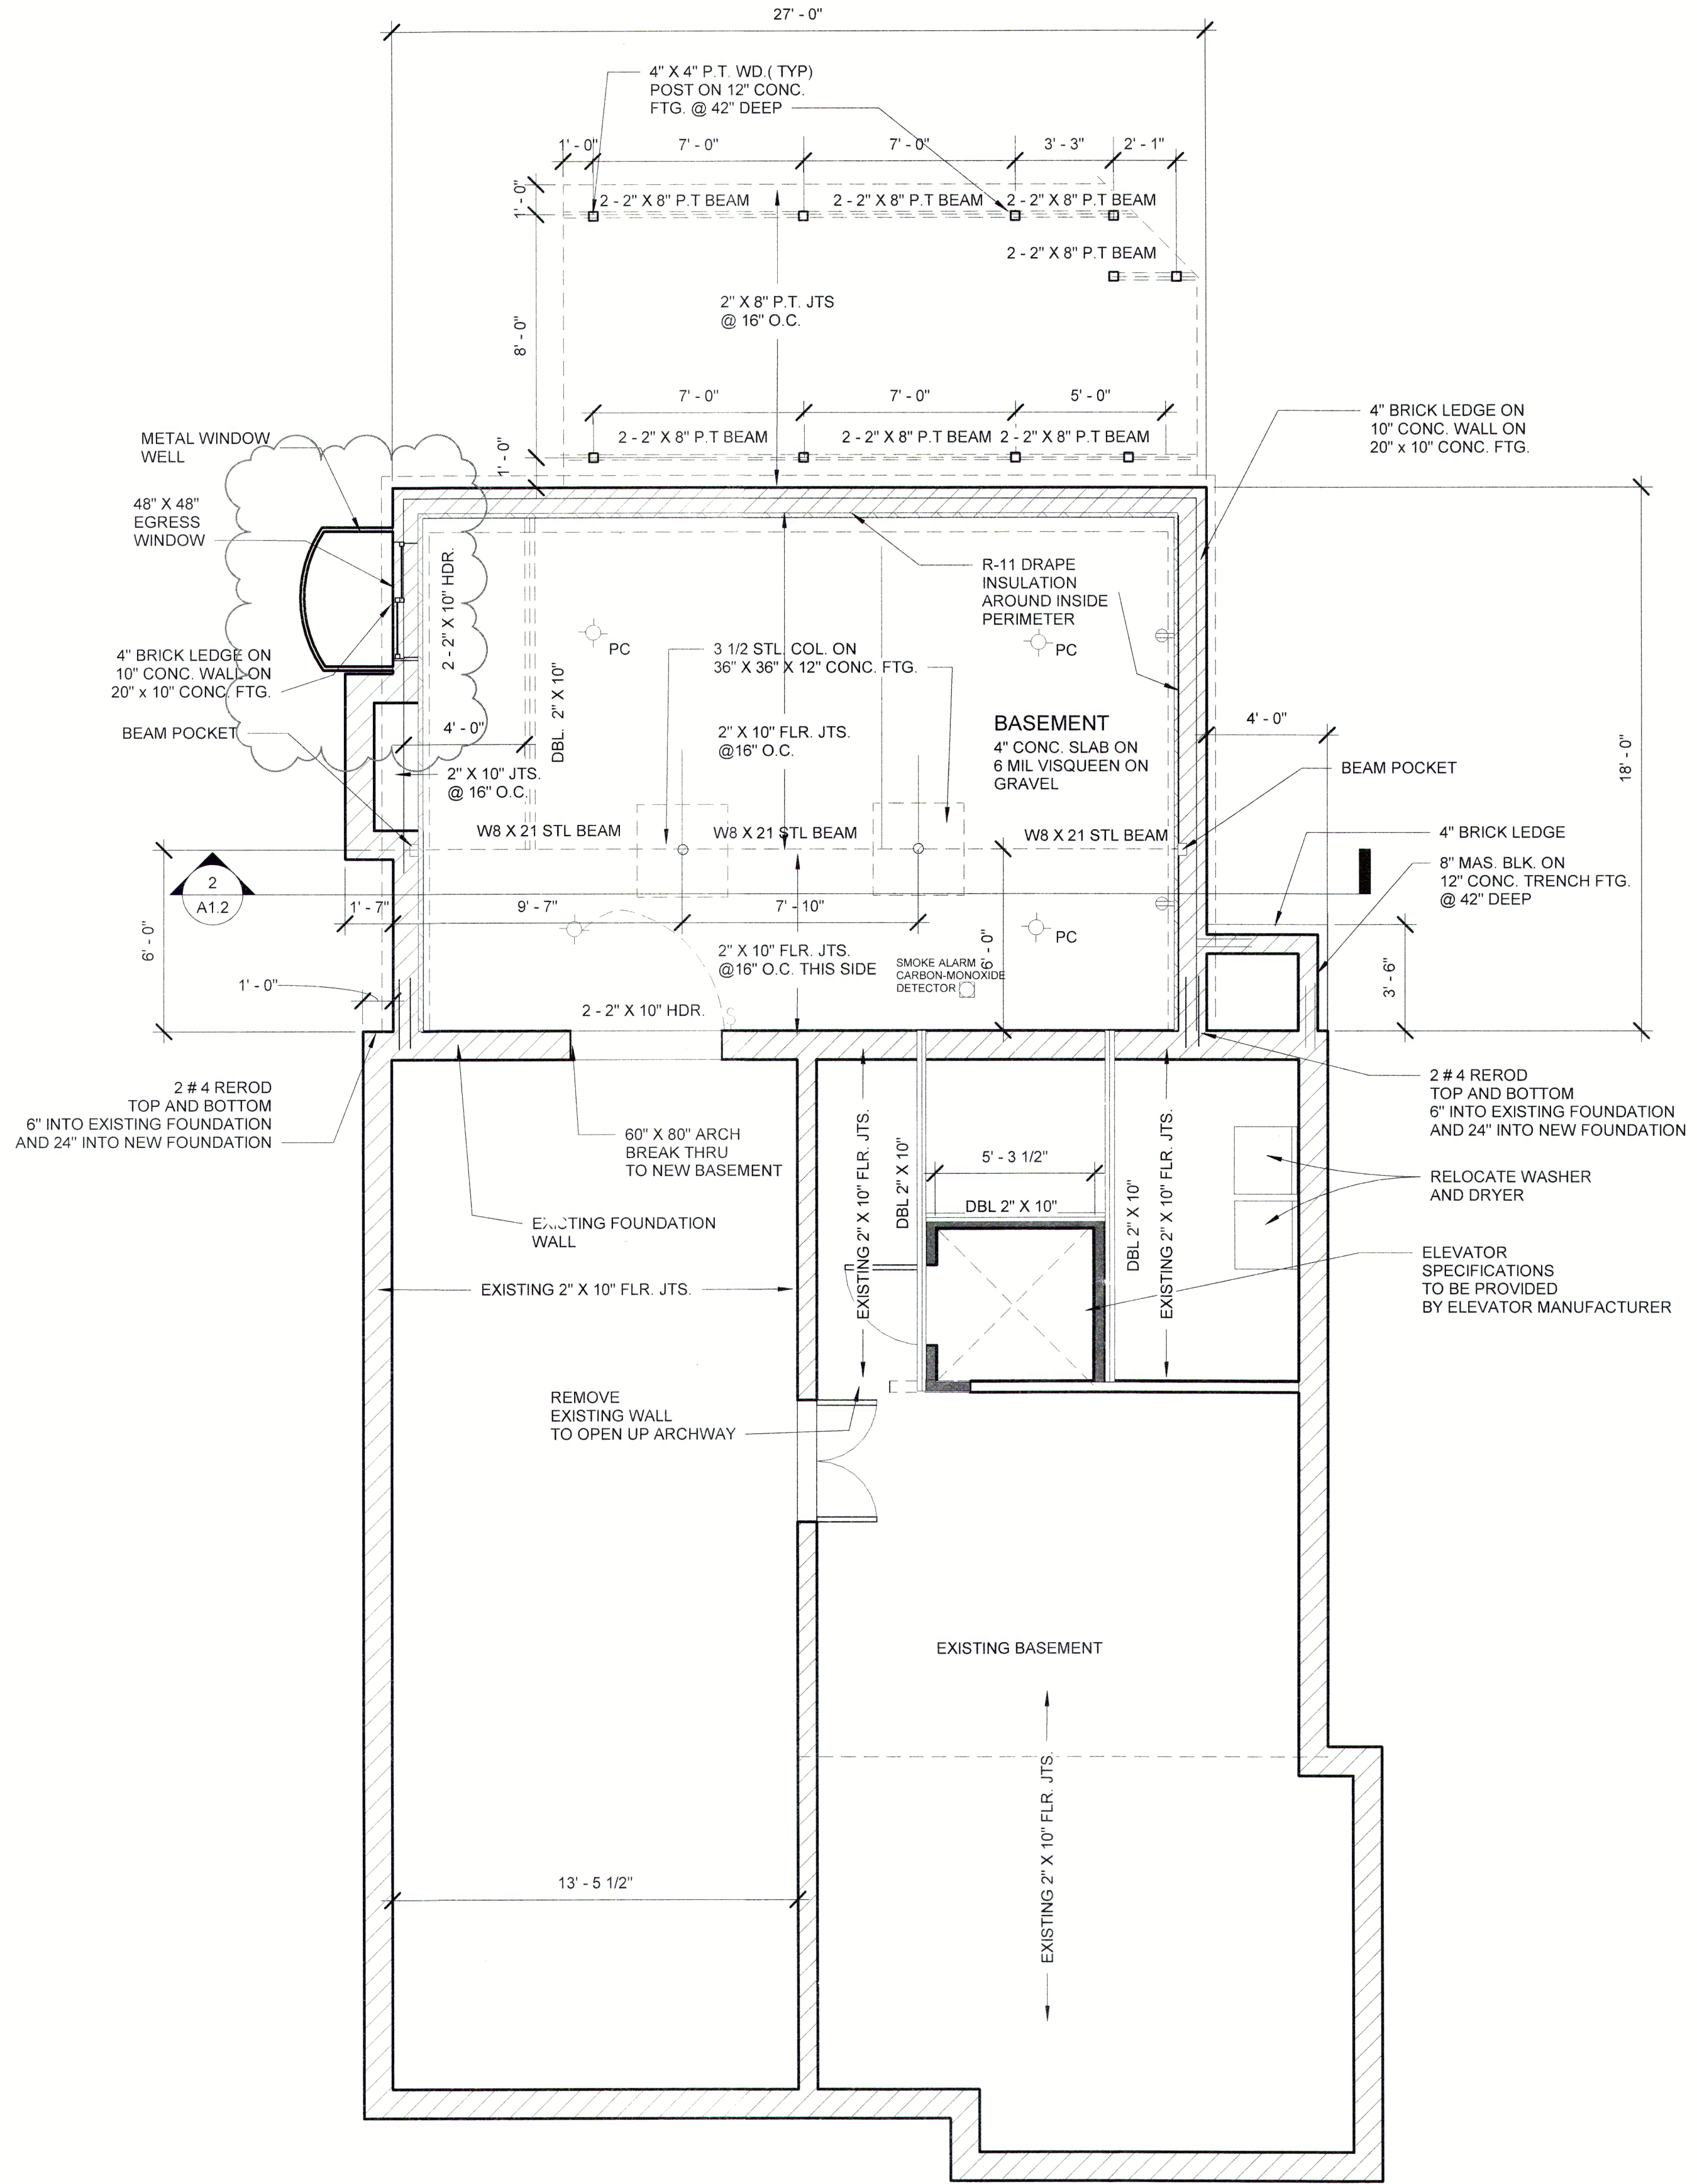 27' - 0"
4" X 4" P.T. WD.( TYP)
POST ON 12" CONC.
FTG. @ 42" DEEP
1' - 0"
7' - 0"
7' - 0"
3' - 3"
2' - 1"
1' - 0"
2 - 2" X 8" P.T BEAM
2 - 2" X 8" P.T BEAM
2 - 2" X 8" P.T BEAM
2 - 2" X 8" P.T BEAM
2" X 8" P.T. JTS
@ 16" O.C.
8' - 0"
7' - 0"
7' - 0"
5' - 0"
1' - 0"
2 - 2" X 8" P.T BEAM
2 - 2" X 8" P.T BEAM
2 - 2" X 8" P.T BEAM
4" BRICK LEDGE ON
10" CONC. WALL ON
20" x 10" CONC. FTG.
METAL WINDOW
WELL
48" X 48"
EGRESS
WINDOW
2 - 2" X 10" HDR.
R-11 DRAPE
INSULATION
AROUND INSIDE
PERIMETER
PC
PC
3 1/2 STL. COL. ON
36" X 36" X 12" CONC. FTG.
4" BRICK LEDGE ON
10" CONC. WALL ON
20" x 10" CONC. FTG.
DBL. 2" X 10"
BEAM POCKET
4' - 0"
2" X 10" JTS.
@ 16" O.C.
2" X 10" FLR. JTS.
@16" O.C.
BASEMENT
4" CONC. SLAB ON
6 MIL VISQUEEN ON
GRAVEL
4' - 0"
18' - 0"
BEAM POCKET
W8 X 21 STL BEAM
W8 X 21 STL BEAM
W8 X 21 STL BEAM
4" BRICK LEDGE
8" MAS. BLK. ON
12" CONC. TRENCH FTG.
@ 42" DEEP
2
A1.2
1' - 7"
9' - 7"
7' - 10"
6' - 0"
PC
2" X 10" FLR. JTS.
@16" O.C. THIS SIDE
6' - 0"
SMOKE ALARM -
CARBON-MONOXIDE
DETECTOR
3' - 6"
1' - 0"
2 - 2" X 10" HDR.
S
2 # 4 REROD
TOP AND BOTTOM
6" INTO EXISTING FOUNDATION
AND 24" INTO NEW FOUNDATION
2 # 4 REROD
TOP AND BOTTOM
6" INTO EXISTING FOUNDATION
AND 24" INTO NEW FOUNDATION
60" X 80" ARCH
BREAK THRU
TO NEW BASEMENT
EXISTING 2" X 10" FLR. JTS.
DBL 2" X 10"
5' - 3 1/2"
DBL 2" X 10"
DBL 2" X 10"
EXISTING 2" X 10" FLR. JTS.
RELOCATE WASHER
AND DRYER
EXICTING FOUNDATION
WALL
ELEVATOR
SPECIFICATIONS
TO BE PROVIDED
BY ELEVATOR MANUFACTURER
EXISTING 2" X 10" FLR. JTS.
REMOVE
EXISTING WALL
TO OPEN UP ARCHWAY
EXISTING BASEMENT
EXISTING 2" X 10" FLR. JTS.
13' - 5 1/2"